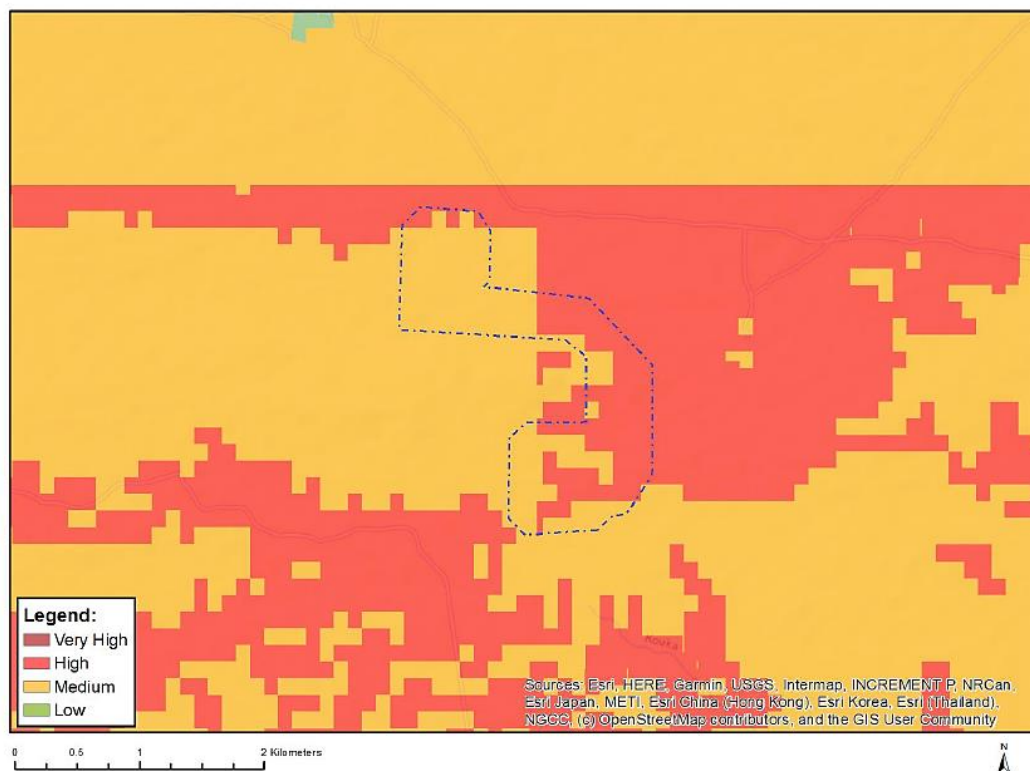 Legend:
Very High
High
Medium
Low
Kouka
Sources: Esri, HERE, Garmin, USGS, Intermap, INCREMENT P, NRCan,
Esri Japan, METI, Esri China (Hong Kong), Esri Korea, Esri (Thailand),
NGCC, (c) OpenStreetMap contributors, and the GIS User Community
0 0.5 1 2 Kilometers
N